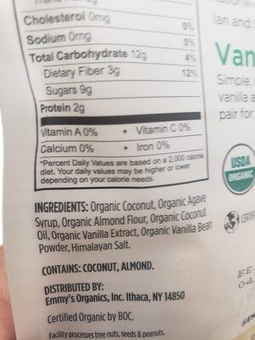 Cholesterol 0mg 0%
Sodium 0mg 0%
Total Carbohydrate 12g 4%
Dietary Fiber 3g 12%
Sugars 9g
Protein 2g
Vitamin A 0% • Vitamin C 0%
Calcium 0% • Iron 0%
*Percent Daily Values are based on a 2,000 calorie
diet. Your daily values may be higher or lower
depending on your calorie needs.
INGREDIENTS: Organic Coconut, Organic Agave
Syrup, Organic Almond Flour, Organic Coconut
Oil, Organic Vanilla Extract, Organic Vanilla Bean
Powder, Himalayan Salt.
CONTAINS: COCONUT, ALMOND.
DISTRIBUTED BY:
Emmy's Organics, Inc. Ithaca, NY 14850
Certified Organic by BOC.
Facility processes tree nuts, seeds & peanuts.
lan and
Van
Simple,
vanilla
pair for
USDA
ORGANIC